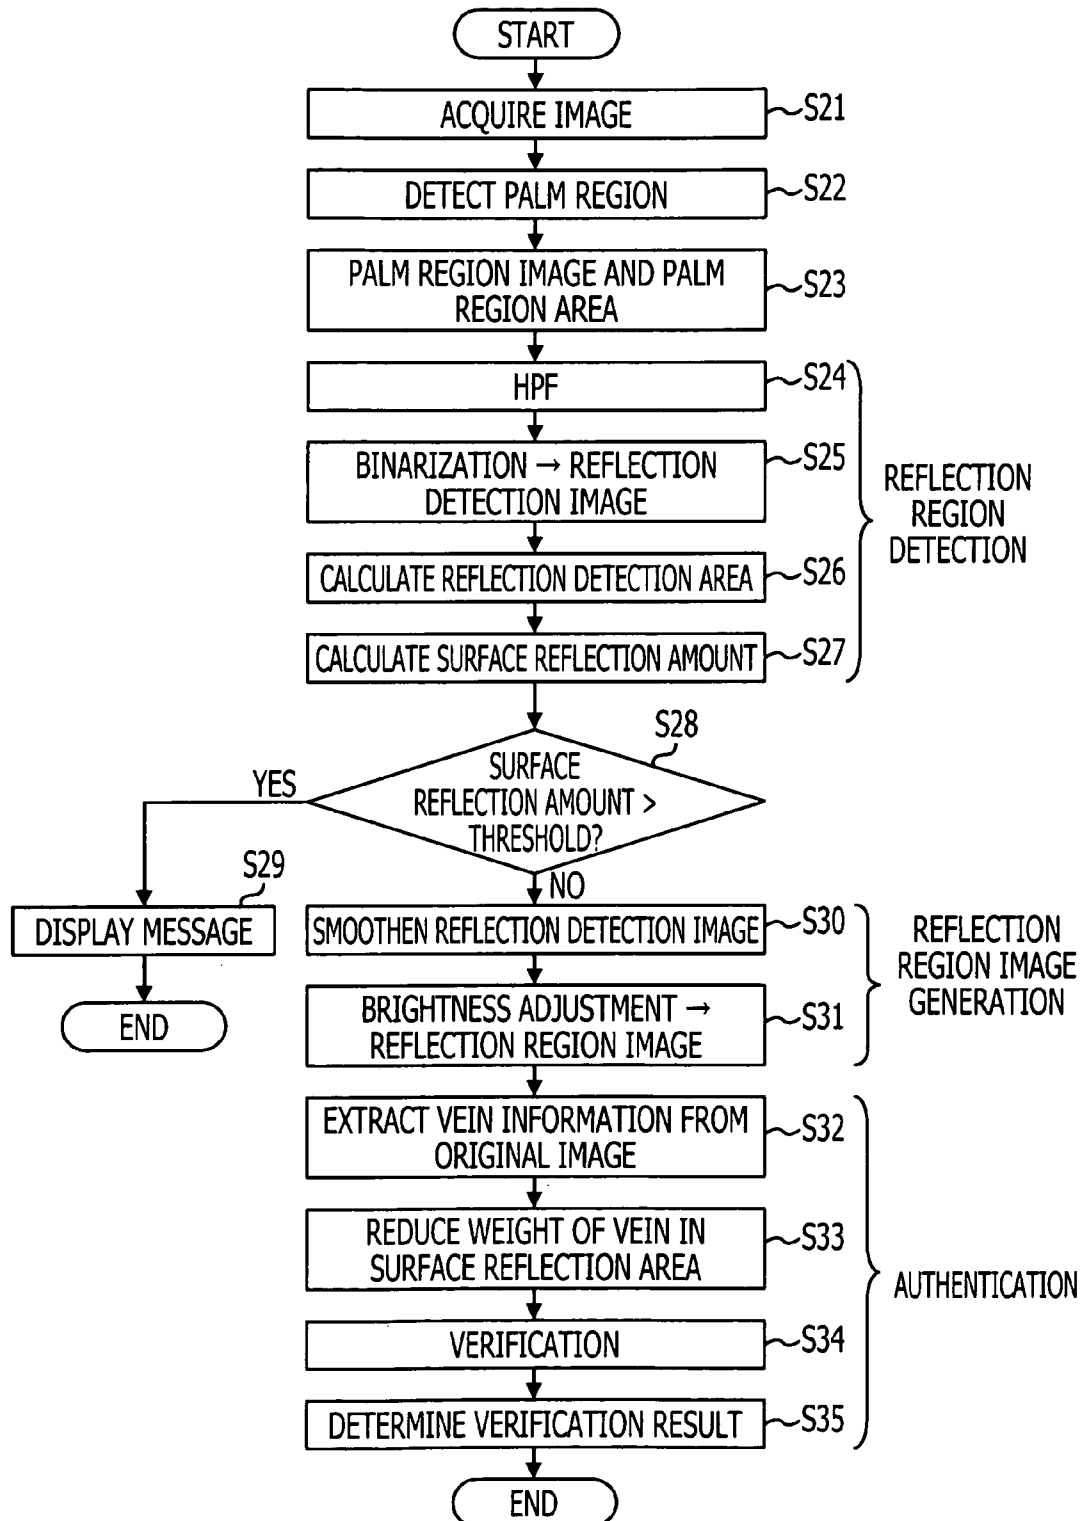 START
ACQUIRE IMAGE
S21
DETECT PALM REGION
S22
PALM REGION IMAGE AND PALM
REGION AREA
S23
HPF
S24
BINARIZATION → REFLECTION
DETECTION IMAGE
S25
CALCULATE REFLECTION DETECTION AREA
S26
CALCULATE SURFACE REFLECTION AMOUNT
S27
REFLECTION
REGION
DETECTION
S28
SURFACE
REFLECTION AMOUNT >
THRESHOLD?
YES
NO
S29
DISPLAY MESSAGE
END
SMOOTHEN REFLECTION DETECTION IMAGE
S30
BRIGHTNESS ADJUSTMENT →
REFLECTION REGION IMAGE
S31
REFLECTION
REGION IMAGE
GENERATION
EXTRACT VEIN INFORMATION FROM
ORIGINAL IMAGE
S32
REDUCE WEIGHT OF VEIN IN
SURFACE REFLECTION AREA
S33
VERIFICATION
S34
DETERMINE VERIFICATION RESULT
S35
AUTHENTICATION
END